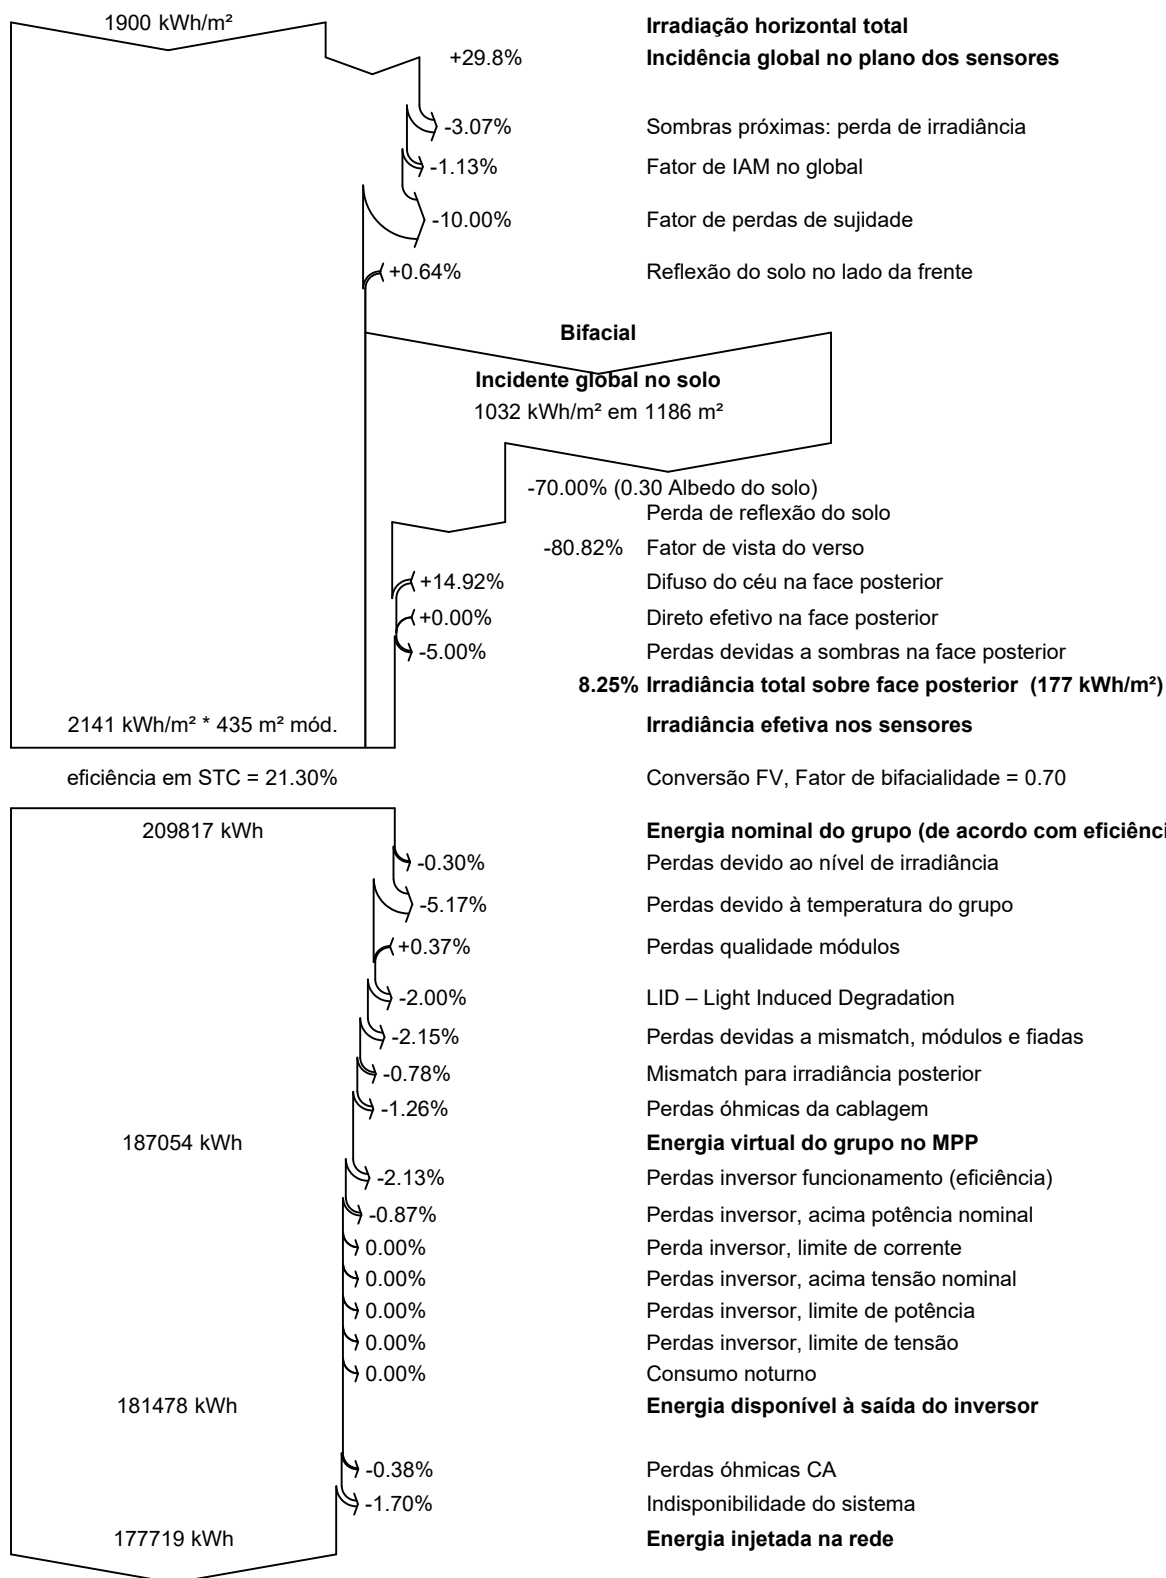 1900 kWh/m² Irradiação horizontal total
+29.8% Incidência global no plano dos sensores
-3.07% Sombras próximas: perda de irradiância
-1.13% Fator de IAM no global
-10.00% Fator de perdas de sujidade
+0.64% Reflexão do solo no lado da frente
Bifacial
Incidente global no solo
1032 kWh/m² em 1186 m²
-70.00% (0.30 Albedo do solo)
Perda de reflexão do solo
-80.82% Fator de vista do verso
+14.92% Difuso do céu na face posterior
+0.00% Direto efetivo na face posterior
-5.00% Perdas devidas a sombras na face posterior
8.25% Irradiância total sobre face posterior (177 kWh/m²)
2141 kWh/m² * 435 m² mód. Irradiância efetiva nos sensores
eficiência em STC = 21.30% Conversão FV, Fator de bifacialidade = 0.70
209817 kWh Energia nominal do grupo (de acordo com eficiênci
-0.30% Perdas devido ao nível de irradiância
-5.17% Perdas devido à temperatura do grupo
+0.37% Perdas qualidade módulos
-2.00% LID – Light Induced Degradation
-2.15% Perdas devidas a mismatch, módulos e fiadas
-0.78% Mismatch para irradiância posterior
-1.26% Perdas óhmicas da cablagem
187054 kWh Energia virtual do grupo no MPP
-2.13% Perdas inversor funcionamento (eficiência)
-0.87% Perdas inversor, acima potência nominal
0.00% Perda inversor, limite de corrente
0.00% Perdas inversor, acima tensão nominal
0.00% Perdas inversor, limite de potência
0.00% Perdas inversor, limite de tensão
0.00% Consumo noturno
181478 kWh Energia disponível à saída do inversor
-0.38% Perdas óhmicas CA
-1.70% Indisponibilidade do sistema
177719 kWh Energia injetada na rede